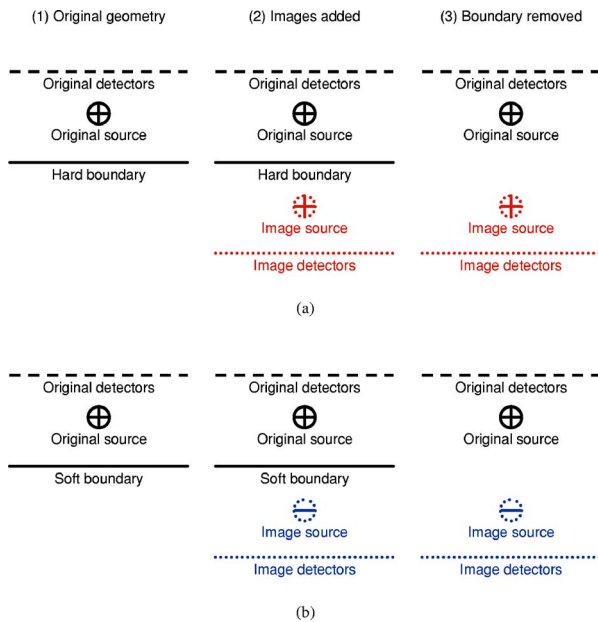 (1) Original geometry (2) Images added (3) Boundary removed
Original detectors Original detectors Original detectors
Original source Original source Original source
Hard boundary Hard boundary
Image source Image source
Image detectors Image detectors
(a)
Original detectors Original detectors Original detectors
Original source Original source Original source
Soft boundary Soft boundary
Image source Image source
Image detectors Image detectors
(b)